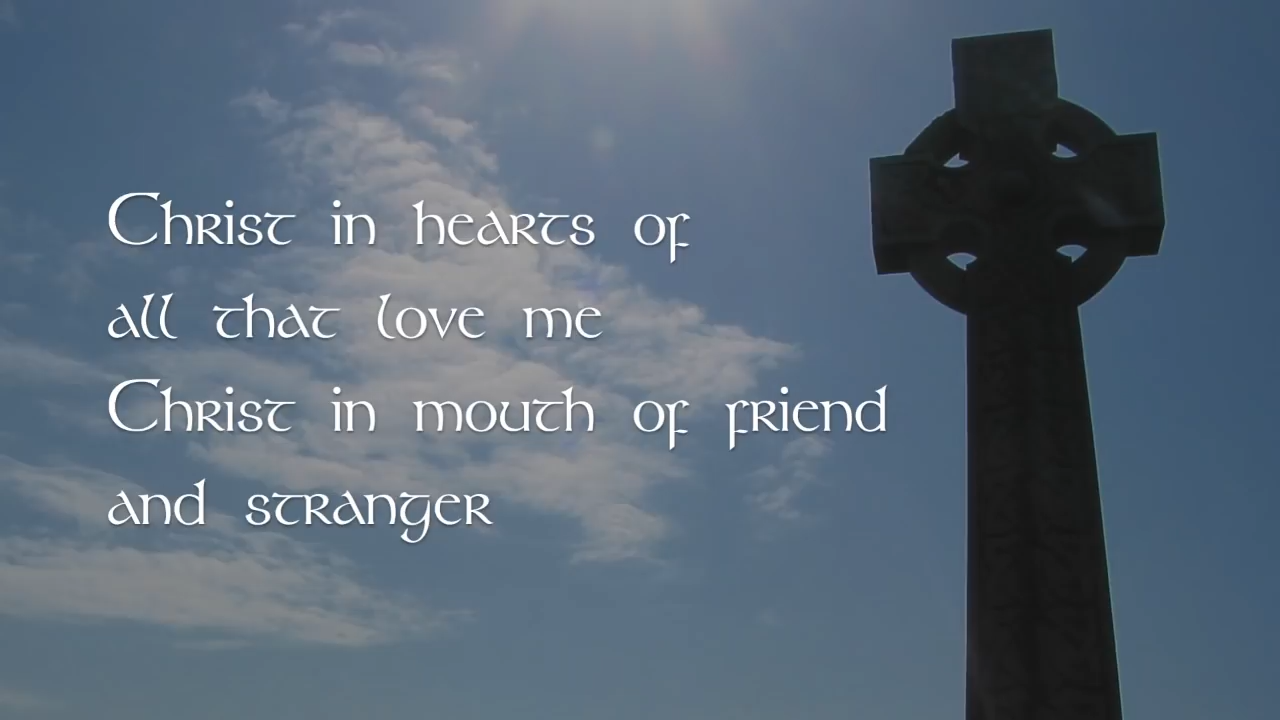 Christ in hearts of
all that love me
Christ in mouth of friend
and stranger